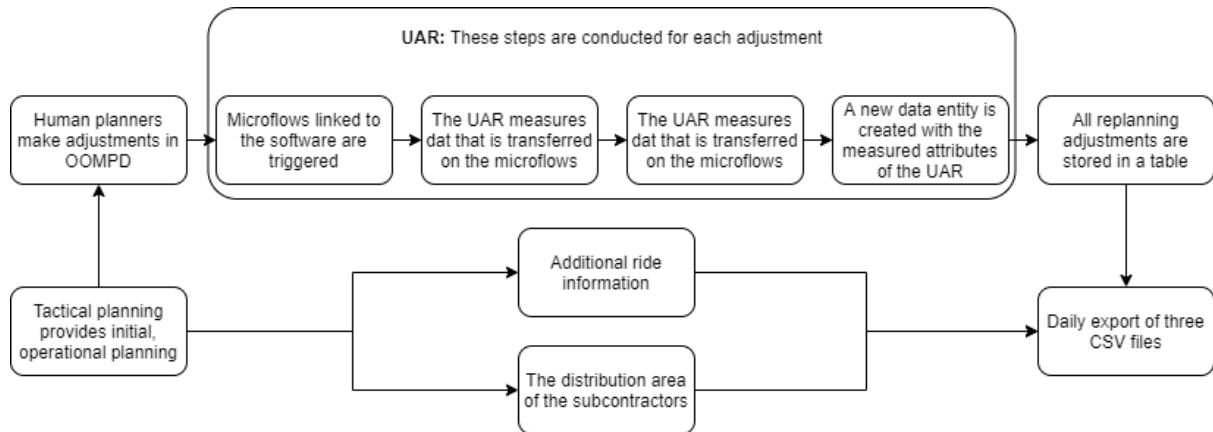 UAR: These steps are conducted for each adjustment
Human planners
make adjustments in
OOMPD
Microflows linked to
the software are
triggered
The UAR measures
dat that is transferred
on the microflows
The UAR measures
dat that is transferred
on the microflows
A new data entity is
created with the
measured attributes
of the UAR
All replanning
adjustments are
stored in a table
Additional ride
information
Tactical planning
provides initial,
operational planning
Daily export of three
CSV files
The distribution area
of the subcontractors